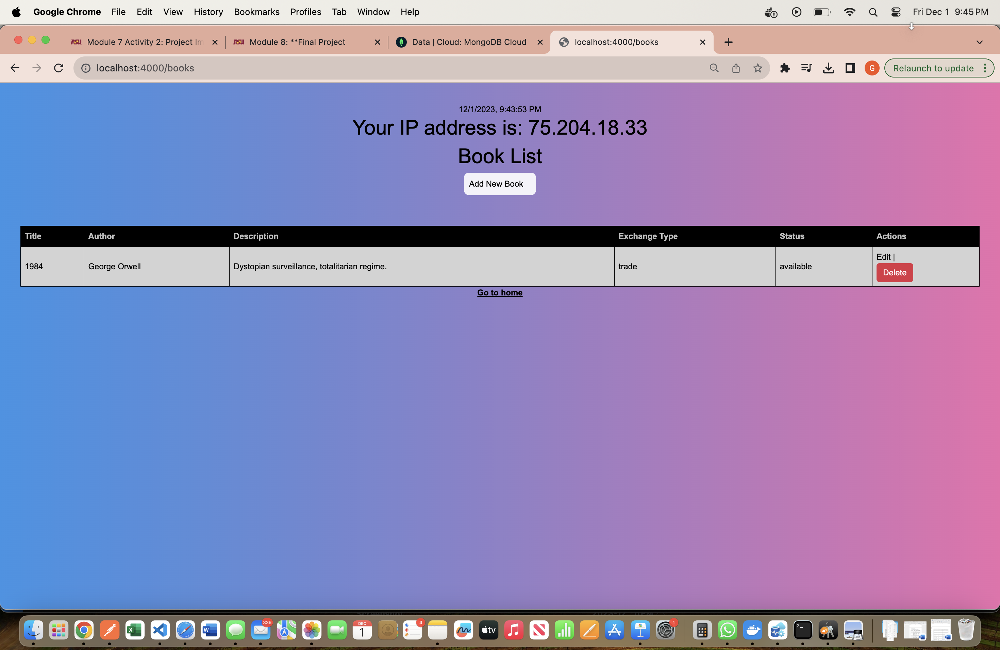 Google Chrome File Edit View History Bookmarks Profiles Tab Window Help Fri Dec 1 9:45 PM
ASU Module 7 Activity 2: Project Im ASU Module 8: **Final Project Data | Cloud: MongoDB Cloud localhost:4000/books
localhost:4000/books G Relaunch to update
12/1/2023, 9:43:53 PM
Your IP address is: 75.204.18.33
Book List
Add New Book
Title Author Description Exchange Type Status Actions
1984 George Orwell Dystopian surveillance, totalitarian regime. trade available Edit |
Delete
Go to home
Screenshot
336 DEC 1 4 tv 1